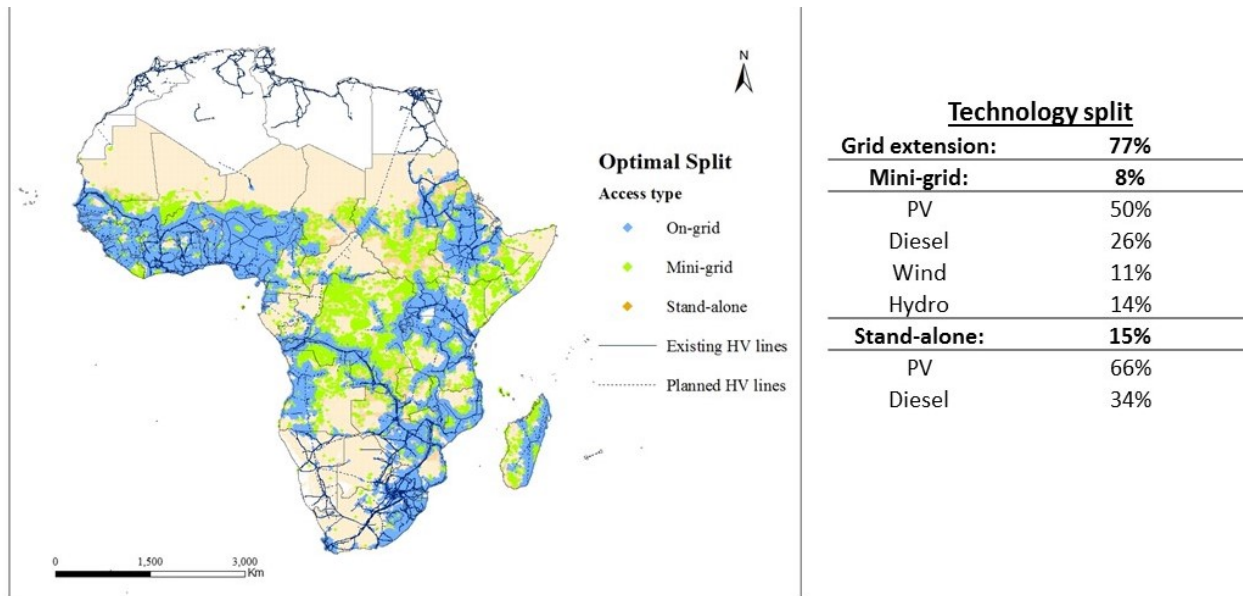 N
Optimal Split
Access type
On-grid
Mini-grid
Stand-alone
Existing HV lines
Planned HV lines
0 1,500 3,000
Km
Technology split
Grid extension: 77%
Mini-grid: 8%
PV 50%
Diesel 26%
Wind 11%
Hydro 14%
Stand-alone: 15%
PV 66%
Diesel 34%